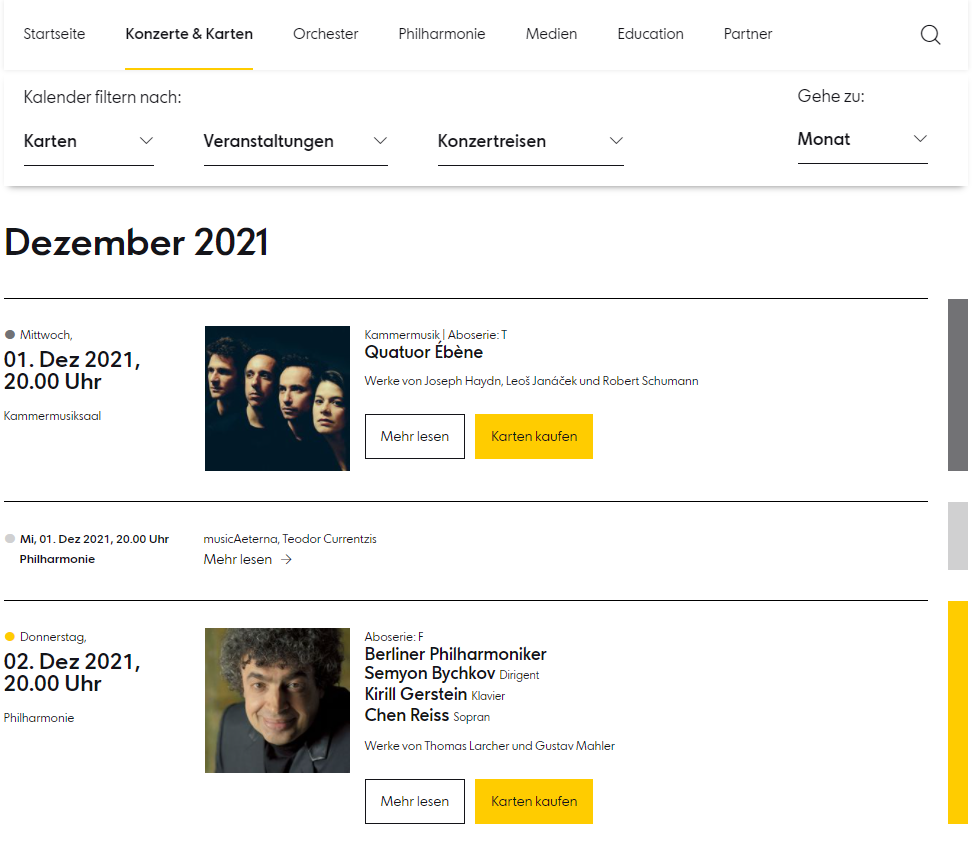 Startseite Konzerte & Karten Orchester Philharmonie Medien Education Partner
Kalender filtern nach: Gehe zu:
Karten Veranstaltungen Konzertreisen Monat
Dezember 2021
Mittwoch,
01. Dez 2021,
20.00 Uhr
Kammermusiksaal
Kammermusik | Aboserie: T
Quatuor Ébène
Werke von Joseph Haydn, Leoš Janáček und Robert Schumann
Mehr lesen Karten kaufen
Mi, 01. Dez 2021, 20.00 Uhr
Philharmonie
musicAeterna, Teodor Currentzis
Mehr lesen →
Donnerstag,
02. Dez 2021,
20.00 Uhr
Philharmonie
Aboserie: F
Berliner Philharmoniker
Semyon Bychkov Dirigent
Kirill Gerstein Klavier
Chen Reiss Sopran
Werke von Thomas Larcher und Gustav Mahler
Mehr lesen Karten kaufen